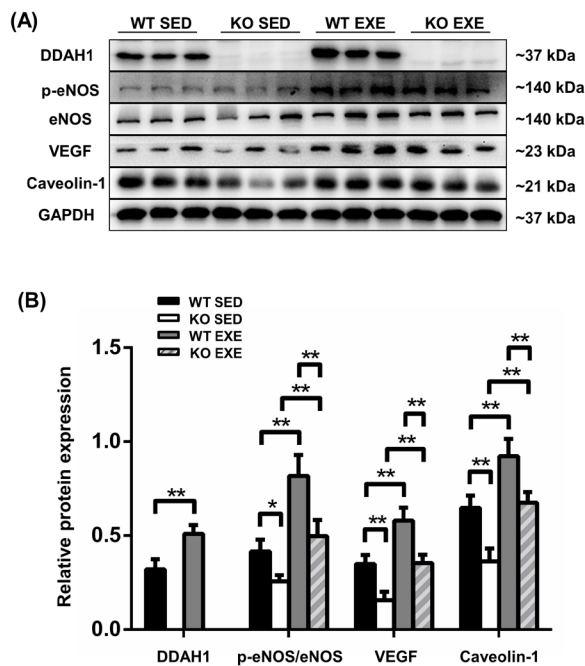 (A)
WT SED KO SED WT EXE KO EXE
DDAH1 ~37 kDa
p-eNOS ~140 kDa
eNOS ~140 kDa
VEGF ~23 kDa
Caveolin-1 ~21 kDa
GAPDH ~37 kDa
(B)
WT SED
KO SED
WT EXE
KO EXE
Relative protein expression
1.5
1.0
0.5
0.0
**
*
**
**
**
**
**
**
**
**
**
**
**
DDAH1 p-eNOS/eNOS VEGF Caveolin-1